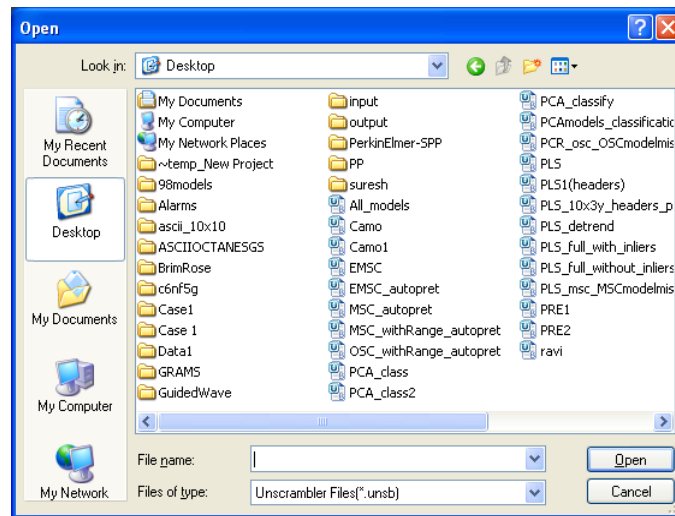 Open
Look in:
Desktop
My Recent
Documents
Desktop
My Documents
My Computer
My Network
My Documents
My Computer
My Network Places
~temp_New Project
98models
Alarms
ascii_10x10
ASCIIOCTANESGS
BrimRose
c6nf5g
Case1
Case 1
Data1
GRAMS
GuidedWave
input
output
PerkinElmer-SPP
PP
suresh
All_models
Camo
Camo1
EMSC
EMSC_autopret
MSC_autopret
MSC_withRange_autopret
OSC_withRange_autopret
PCA_class
PCA_class2
PCA_classify
PCAmodels_classificatic
PCR_osc_OSCmodelmis
PLS
PLS1(headers)
PLS_10x3y_headers_p
PLS_detrend
PLS_full_with_inliers
PLS_full_without_inliers
PLS_msc_MSCmodelmis
PRE1
PRE2
ravi
File name:
Open
Files of type:
Unscrambler Files(*.unsb)
Cancel